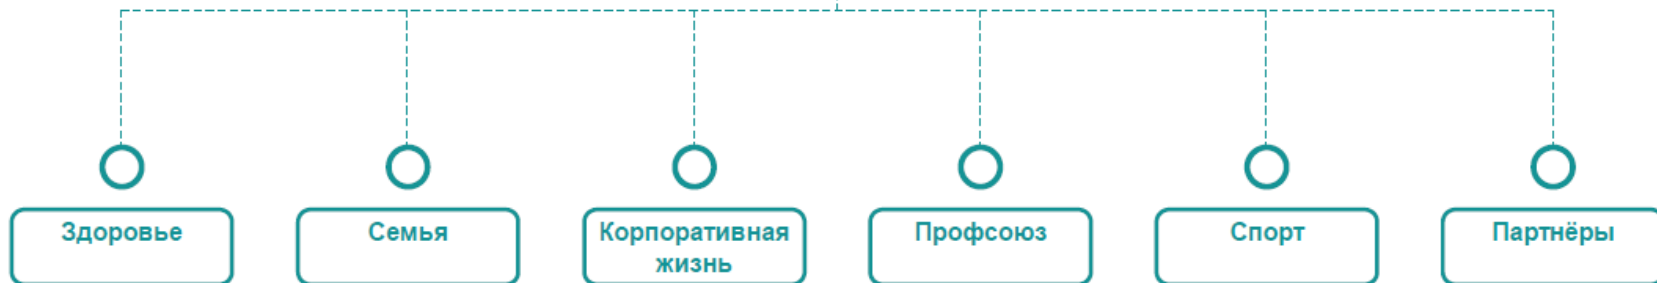 Здоровье
Семья
Корпоративная
жизнь
Профсоюз
Спорт
Партнёры